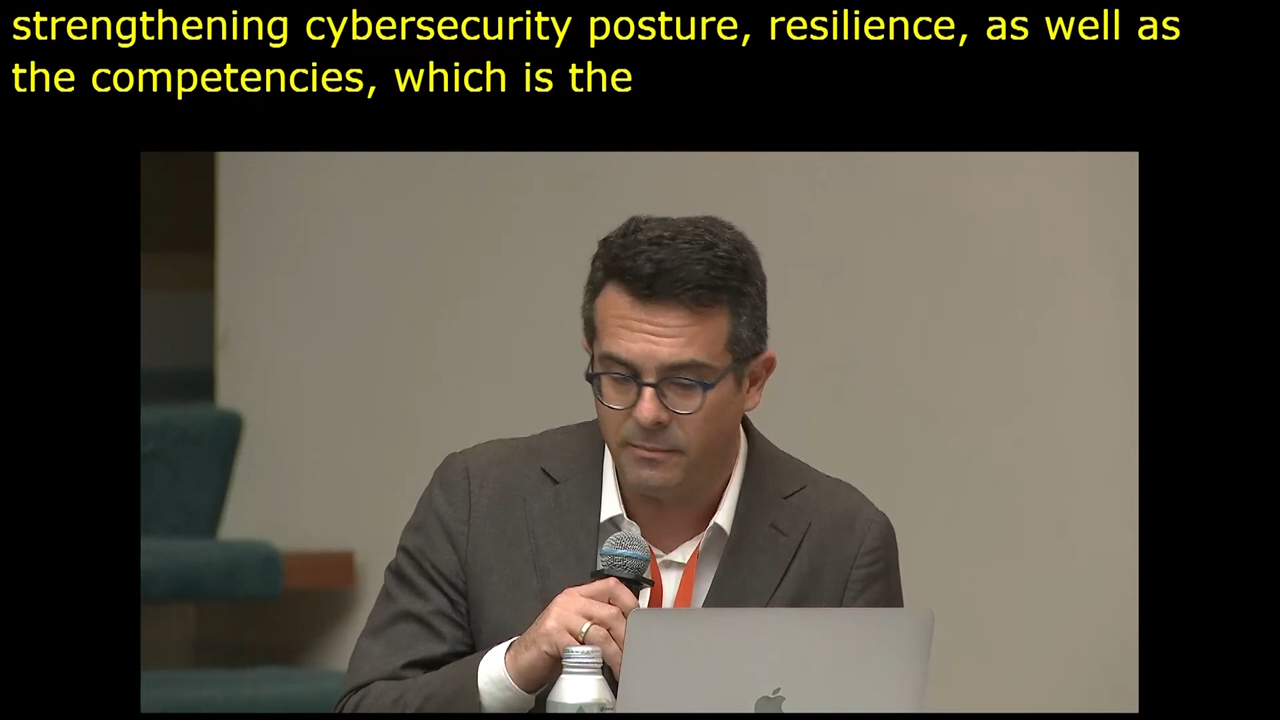 strengthening cybersecurity posture, resilience, as well as
the competencies, which is the